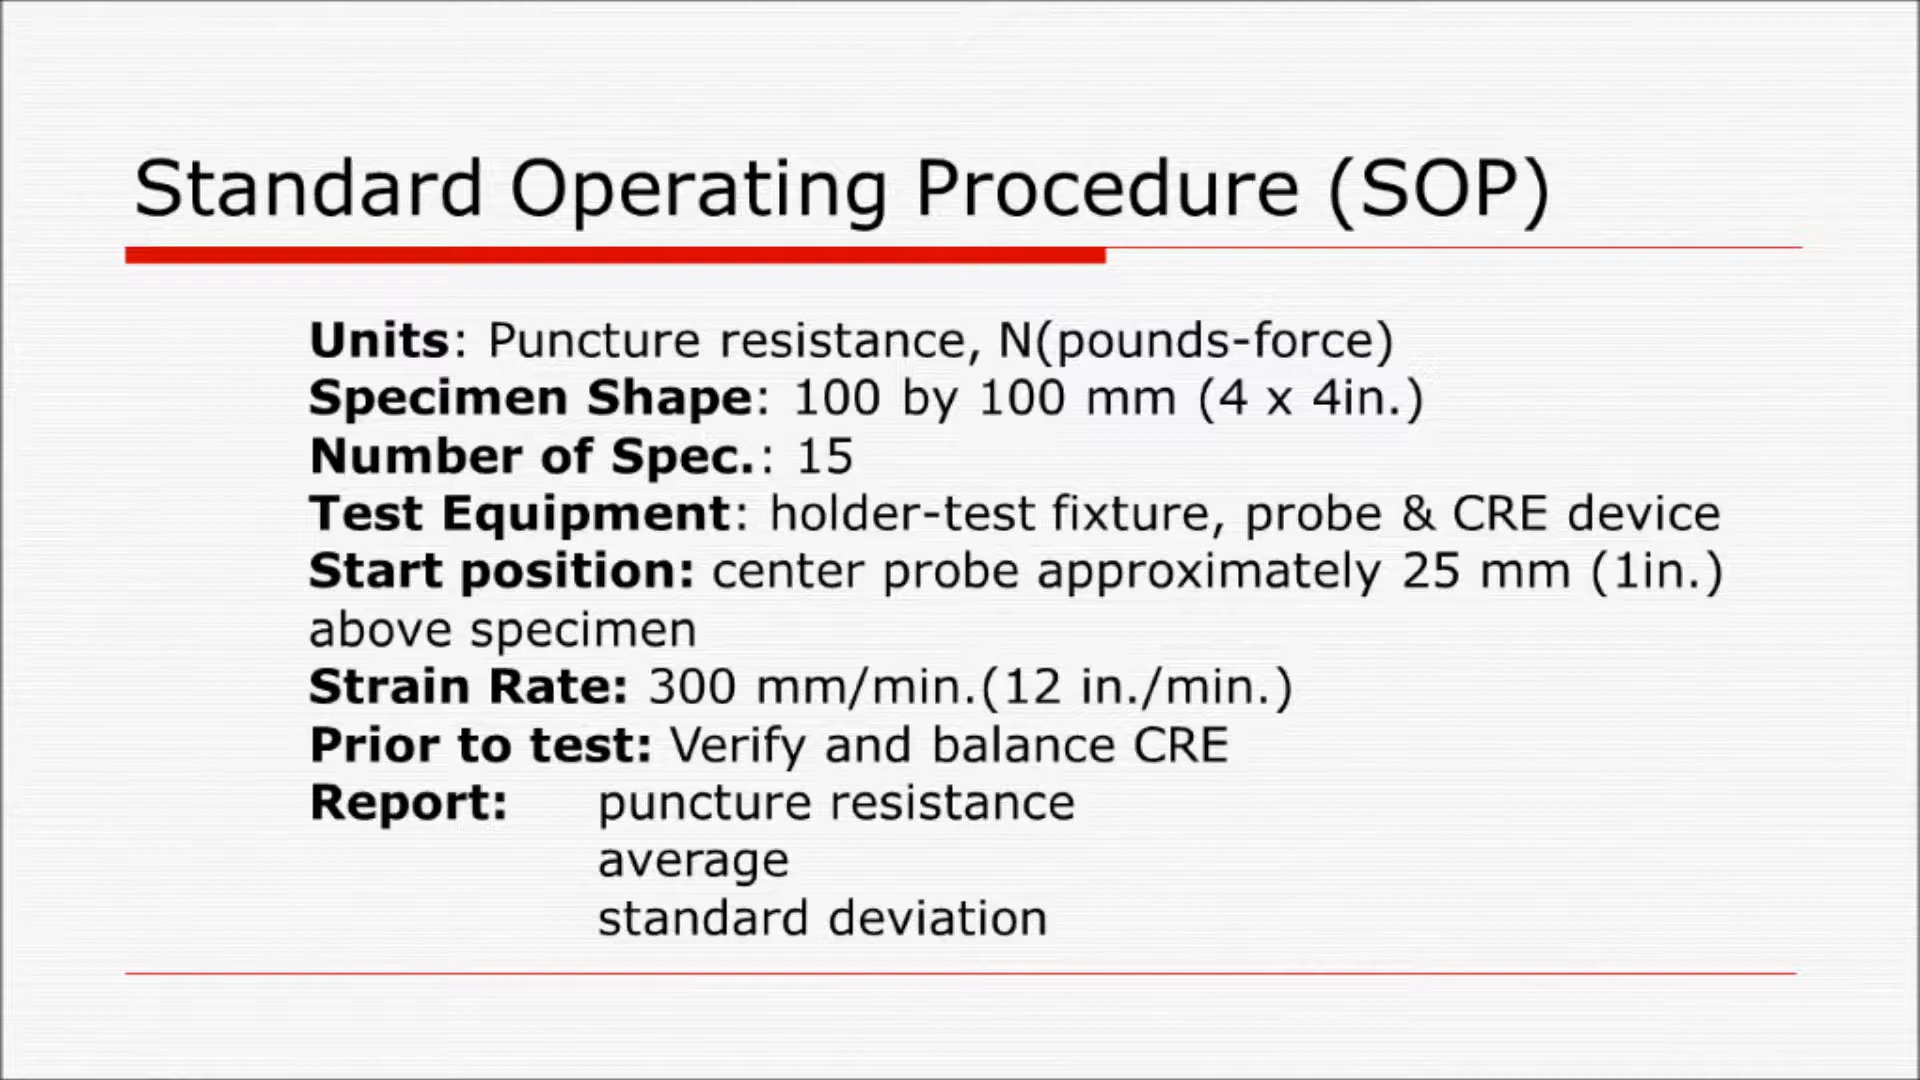 Standard Operating Procedure (SOP)
Units: Puncture resistance, N(pounds-force)
Specimen Shape: 100 by 100 mm (4 x 4in.)
Number of Spec.: 15
Test Equipment: holder-test fixture, probe & CRE device
Start position: center probe approximately 25 mm (1in.)
above specimen
Strain Rate: 300 mm/min.(12 in./min.)
Prior to test: Verify and balance CRE
Report: puncture resistance
average
standard deviation